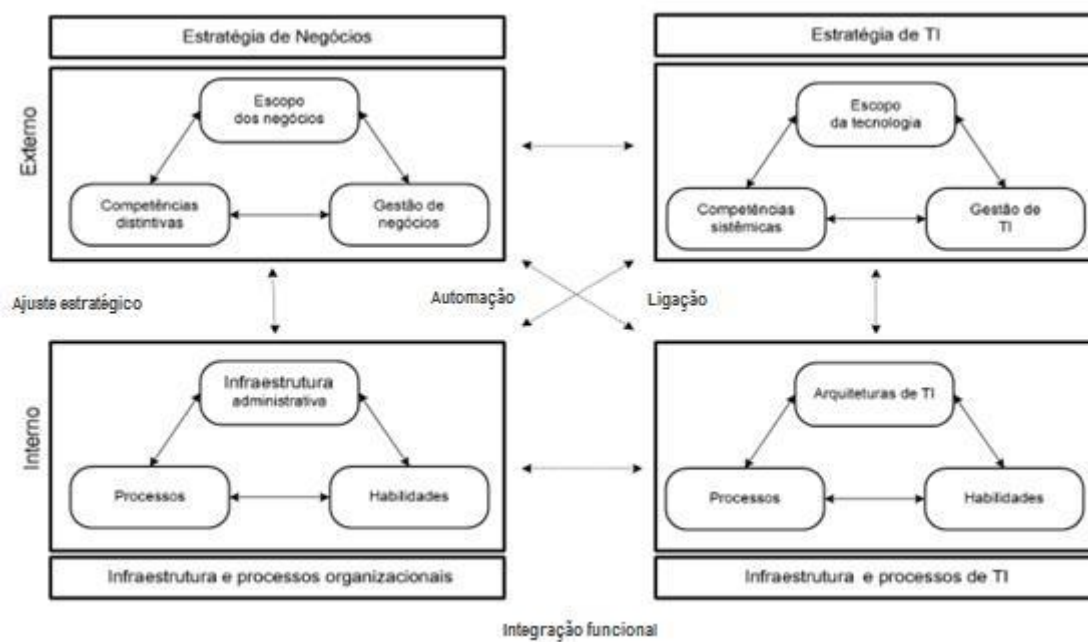 Estratégia de Negócios
Estratégia de TI
Externo
Escopo
dos negócios
Competências
distintivas
Gestão de
negócios
Escopo
da tecnologia
Competências
sistêmicas
Gestão de
TI
Ajuste estratégico
Automação
Ligação
Interno
Infraestrutura
administrativa
Processos
Habilidades
Arquiteturas de TI
Processos
Habilidades
Infraestrutura e processos organizacionais
Infraestrutura e processos de TI
Integração funcional